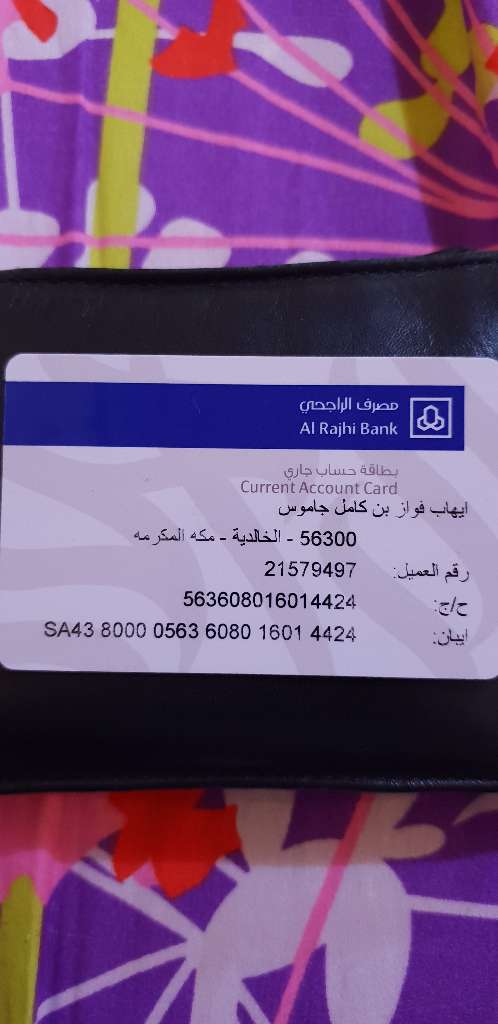 مصرف الراجحي
Al Rajhi Bank
بطاقة حساب جاري
Current Account Card
ايهاب فواز بن كامل جاموس
56300 - الخالدية - مكه المكرمه
رقم العميل: 21579497
ح/ج: 563608016014424
ايبان: SA43 8000 0563 6080 1601 4424